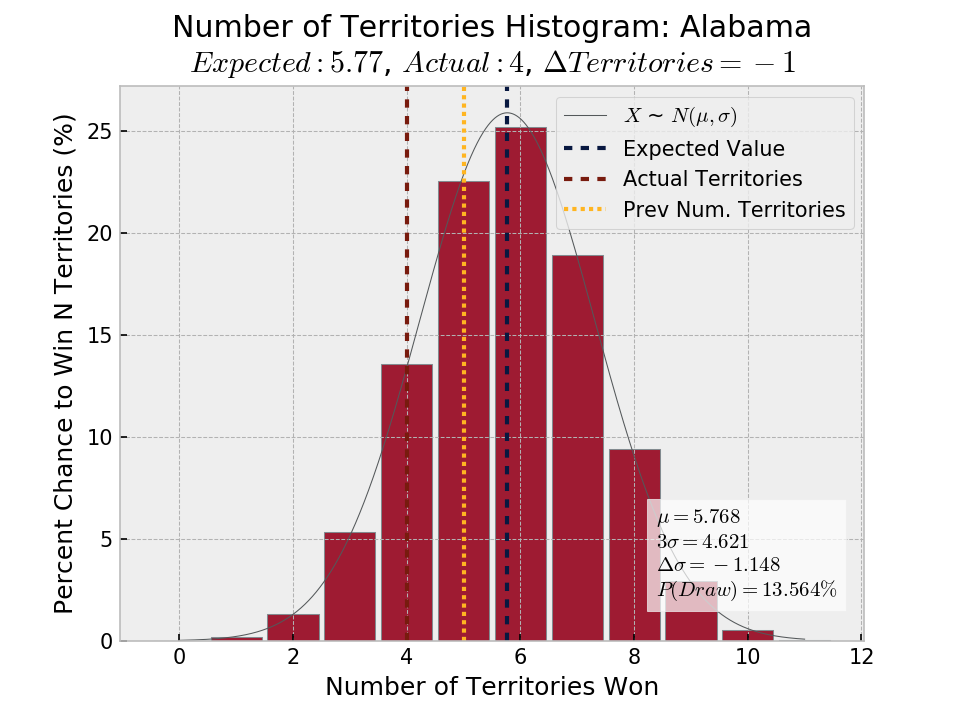 Number of Territories Histogram: Alabama
Expected : 5.77, Actual : 4, ΔTerritories = −1
Percent Chance to Win N Territories (%)
25
20
15
10
5
0
X ~ N(μ, σ)
Expected Value
Actual Territories
Prev Num. Territories
μ = 5.768
3σ = 4.621
Δσ = −1.148
P(Draw) = 13.564%
0 2 4 6 8 10 12
Number of Territories Won